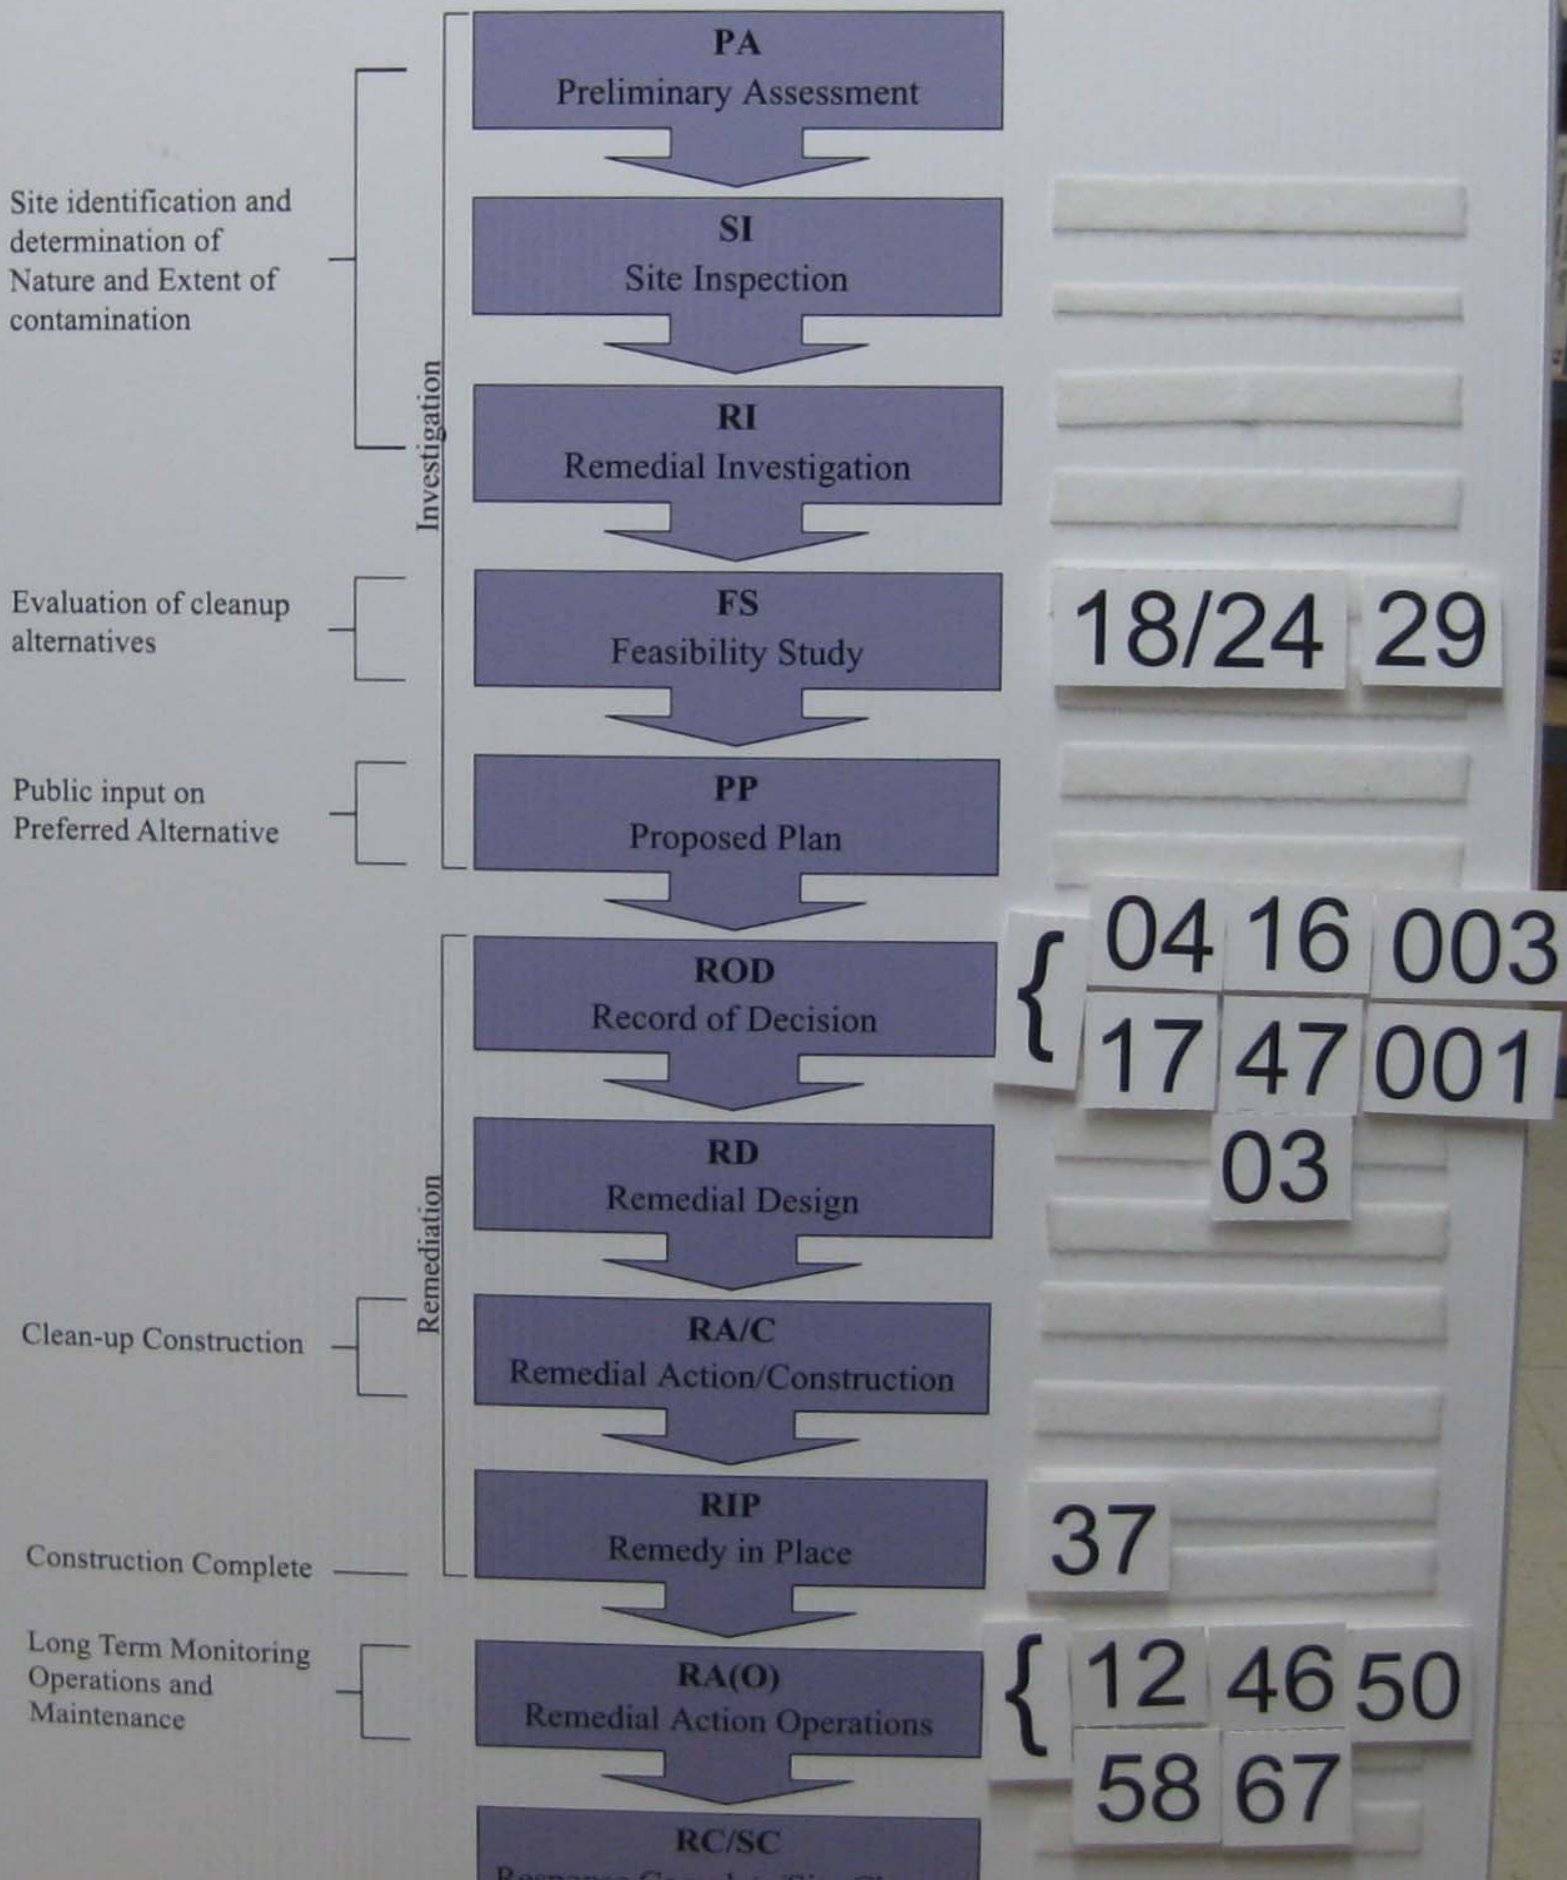 PA
Preliminary Assessment
Site identification and
determination of
Nature and Extent of
contamination
SI
Site Inspection
Investigation
RI
Remedial Investigation
Evaluation of cleanup
alternatives
FS
Feasibility Study
18/24 29
Public input on
Preferred Alternative
PP
Proposed Plan
ROD
Record of Decision
{ 04 16 003
17 47 001
03
RD
Remedial Design
Remediation
Clean-up Construction
RA/C
Remedial Action/Construction
RIP
Remedy in Place
37
Construction Complete
Long Term Monitoring
Operations and
Maintenance
RA(O)
Remedial Action Operations
{ 12 46 50
58 67
RC/SC